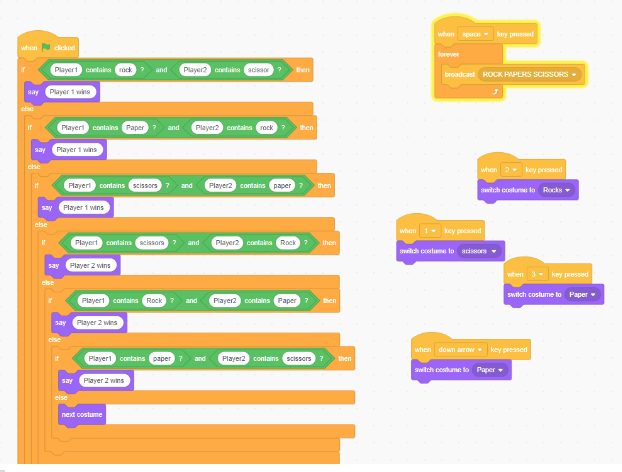 when clicked
if Player1 contains rock ? and Player2 contains scissor ? then
say Player 1 wins
else
if Player1 contains Paper ? and Player2 contains rock ? then
say Player 1 wins
else
if Player1 contains scissors ? and Player2 contains paper ? then
say Player 1 wins
else
if Player1 contains scissors ? and Player2 contains Rock ? then
say Player 2 wins
else
if Player1 contains Rock ? and Player2 contains Paper ? then
say Player 2 wins
else
if Player1 contains paper ? and Player2 contains scissors ? then
say Player 2 wins
else
next costume
when space key pressed
forever
broadcast ROCK PAPERS SCISSORS
when 2 key pressed
switch costume to Rocks
when 1 key pressed
switch costume to scissors
when 3 key pressed
switch costume to Paper
when down arrow key pressed
switch costume to Paper